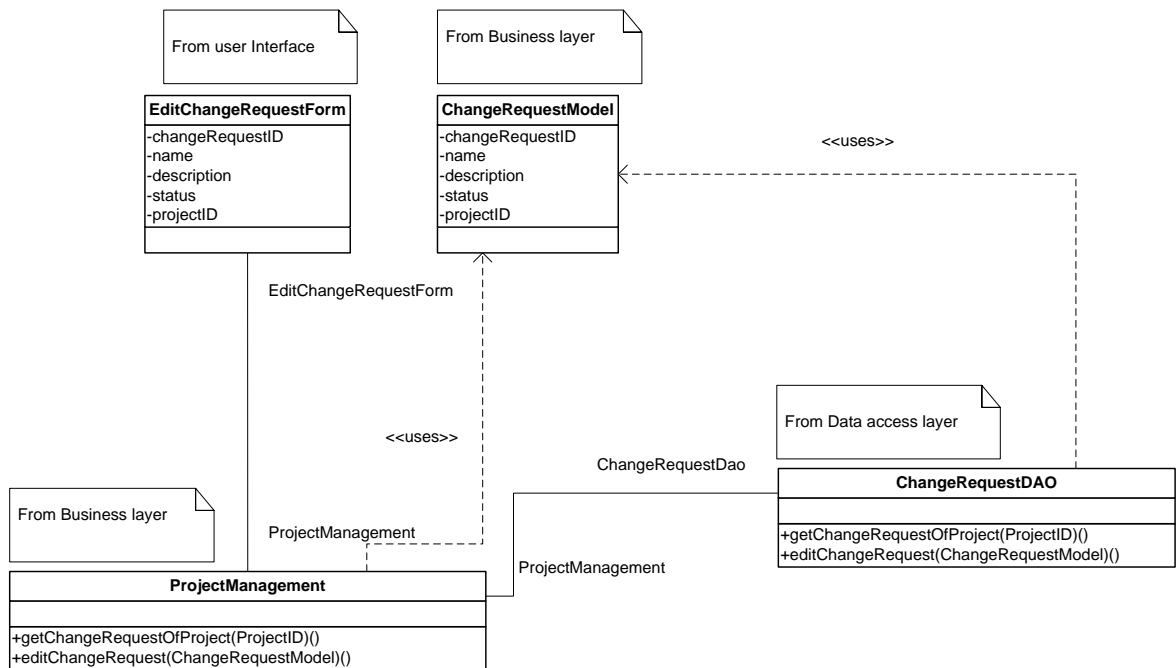 From user Interface
From Business layer
EditChangeRequestForm
-changeRequestID
-name
-description
-status
-projectID
ChangeRequestModel
-changeRequestID
-name
-description
-status
-projectID
<<uses>>
EditChangeRequestForm
<<uses>>
From Data access layer
ChangeRequestDao
ChangeRequestDAO
+getChangeRequestOfProject(ProjectID)()
+editChangeRequest(ChangeRequestModel)()
From Business layer
ProjectManagement
ProjectManagement
ProjectManagement
+getChangeRequestOfProject(ProjectID)()
+editChangeRequest(ChangeRequestModel)()